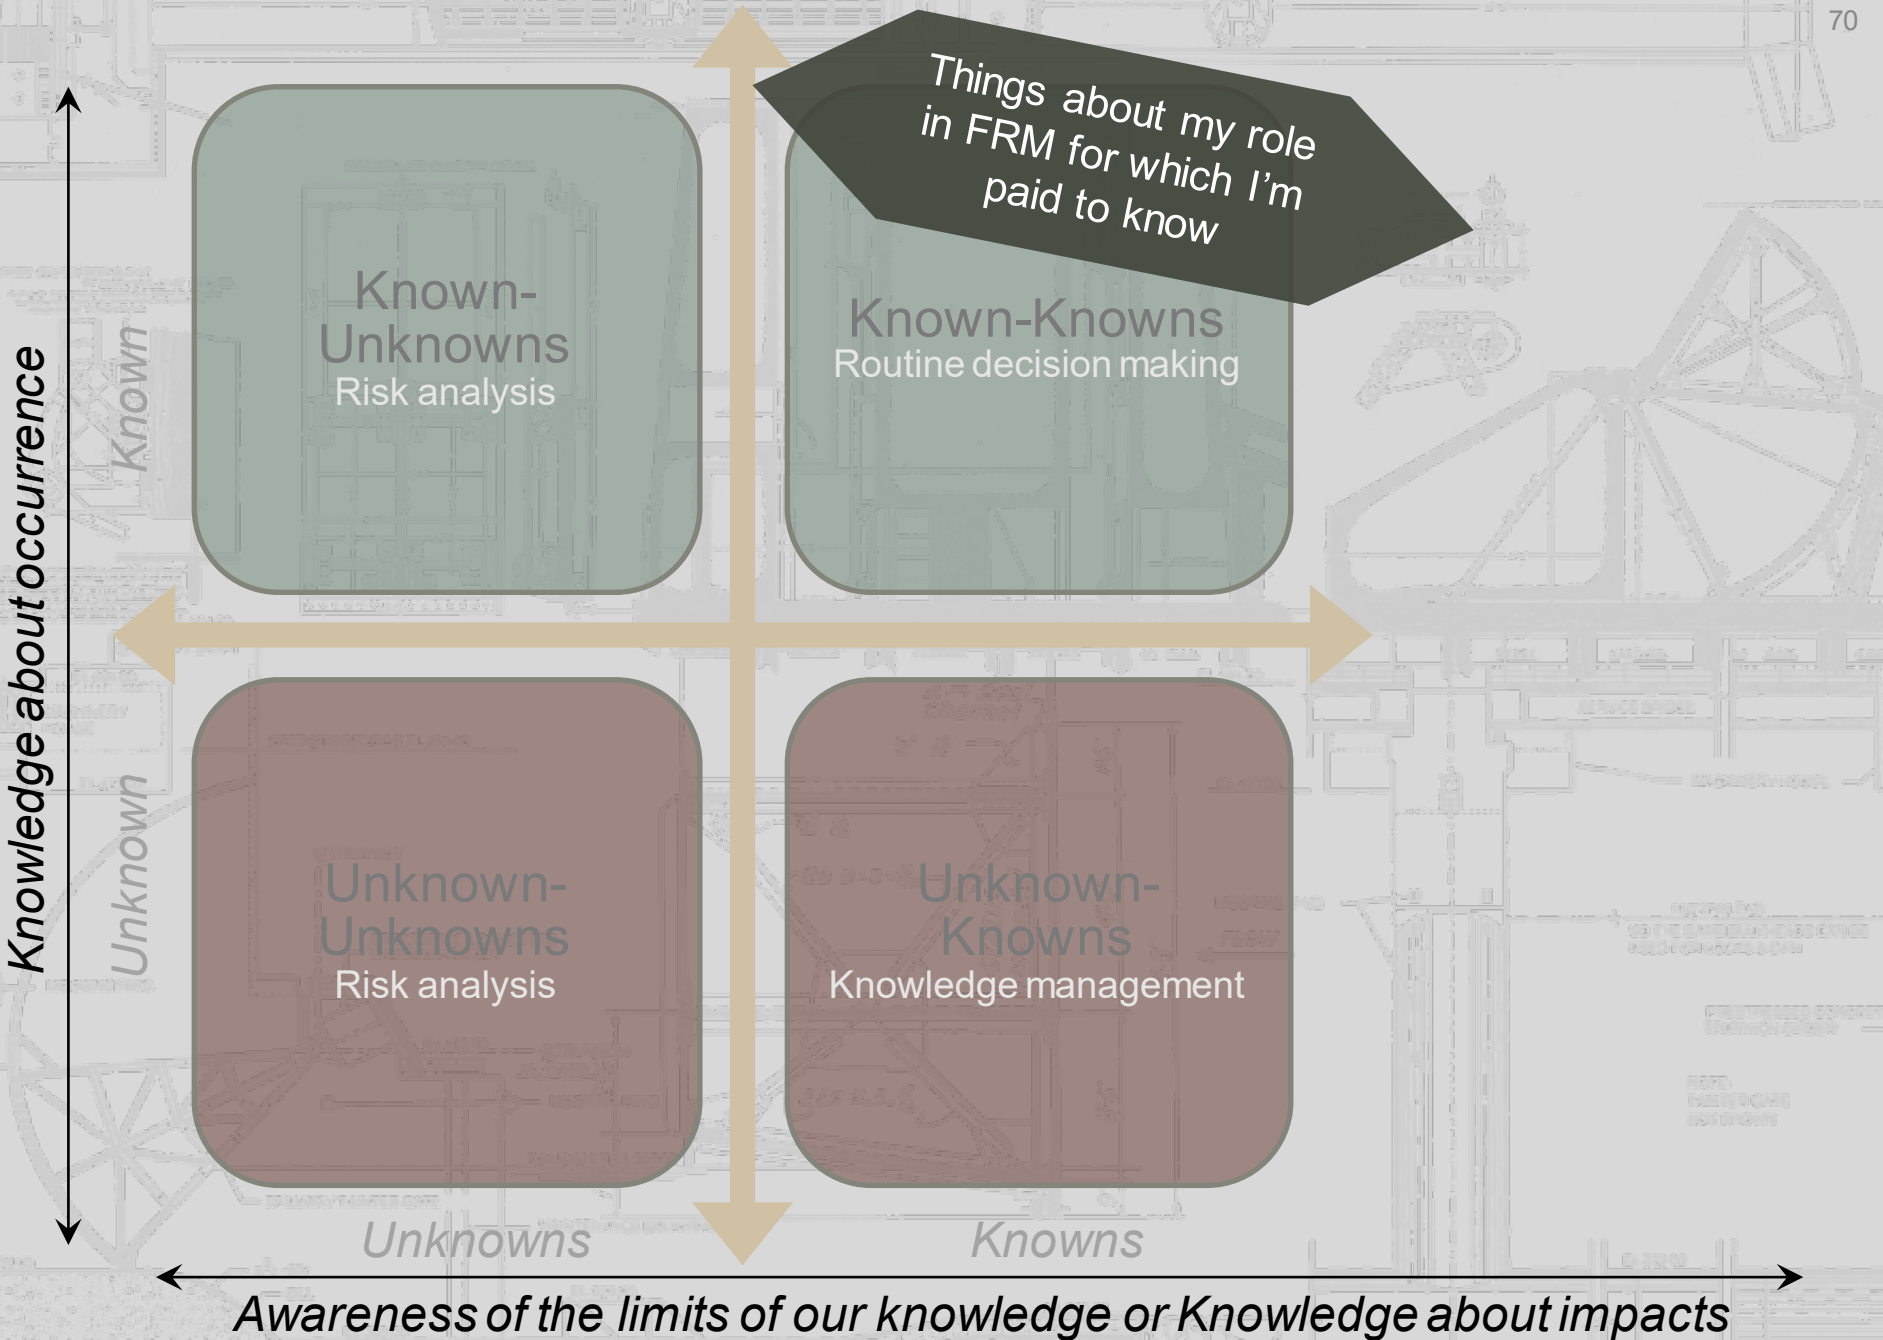 70
Things about my role
in FRM for which I'm
paid to know
Known-
Unknowns
Risk analysis
Known-Knowns
Routine decision making
Knowledge about occurrence
Known
Unknown
Unknown-
Unknowns
Risk analysis
Unknown-
Knowns
Knowledge management
Unknowns
Knowns
Awareness of the limits of our knowledge or Knowledge about impacts